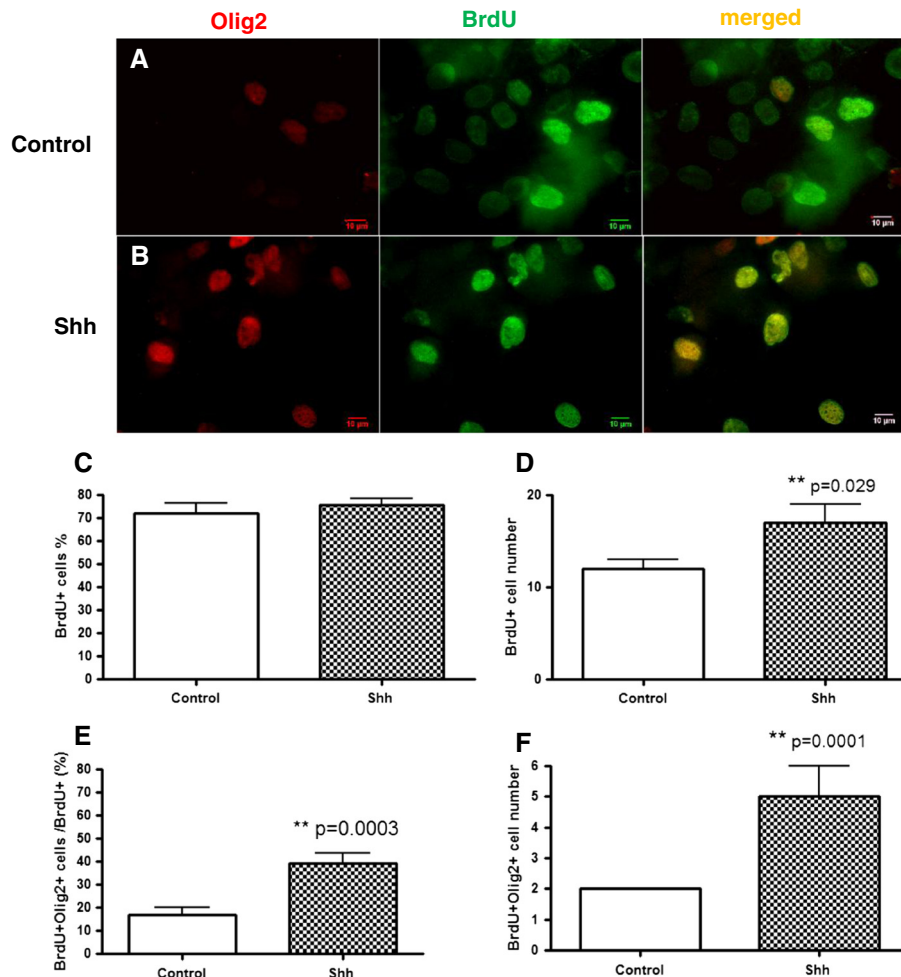 Olig2 BrdU merged
A
Control
10 μm 10 μm 10 μm
B
Shh
10 μm 10 μm 10 μm
C
BrdU+ cells %
80
70
60
50
40
30
20
10
0
Control Shh
D
** p=0.029
BrdU+ cell number
20
10
0
Control Shh
E
BrdU+Olig2+ cells /BrdU+ (%)
80
70
60
50
40
30
20
10
0
** p=0.0003
Control Shh
F
** p=0.0001
BrdU+Olig2+ cell number
6
5
4
3
2
1
0
Control Shh